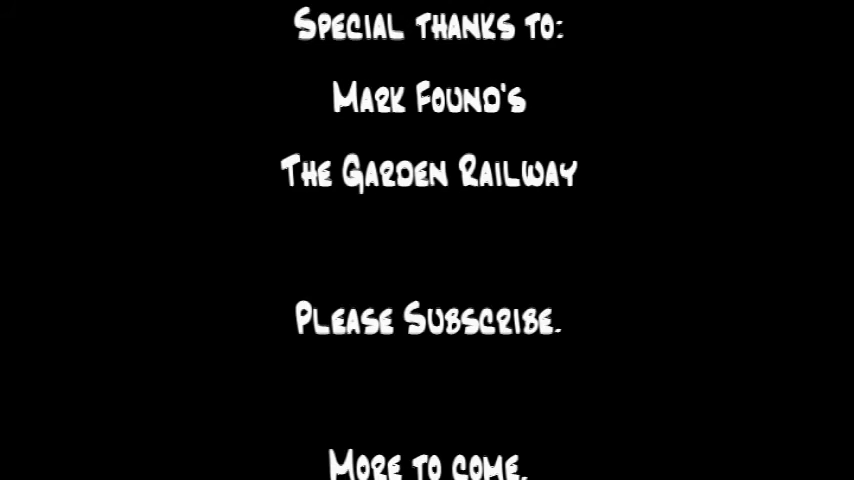 Special thanks to:
Mark Found's
The Garden Railway
Please Subscribe.
More to come.